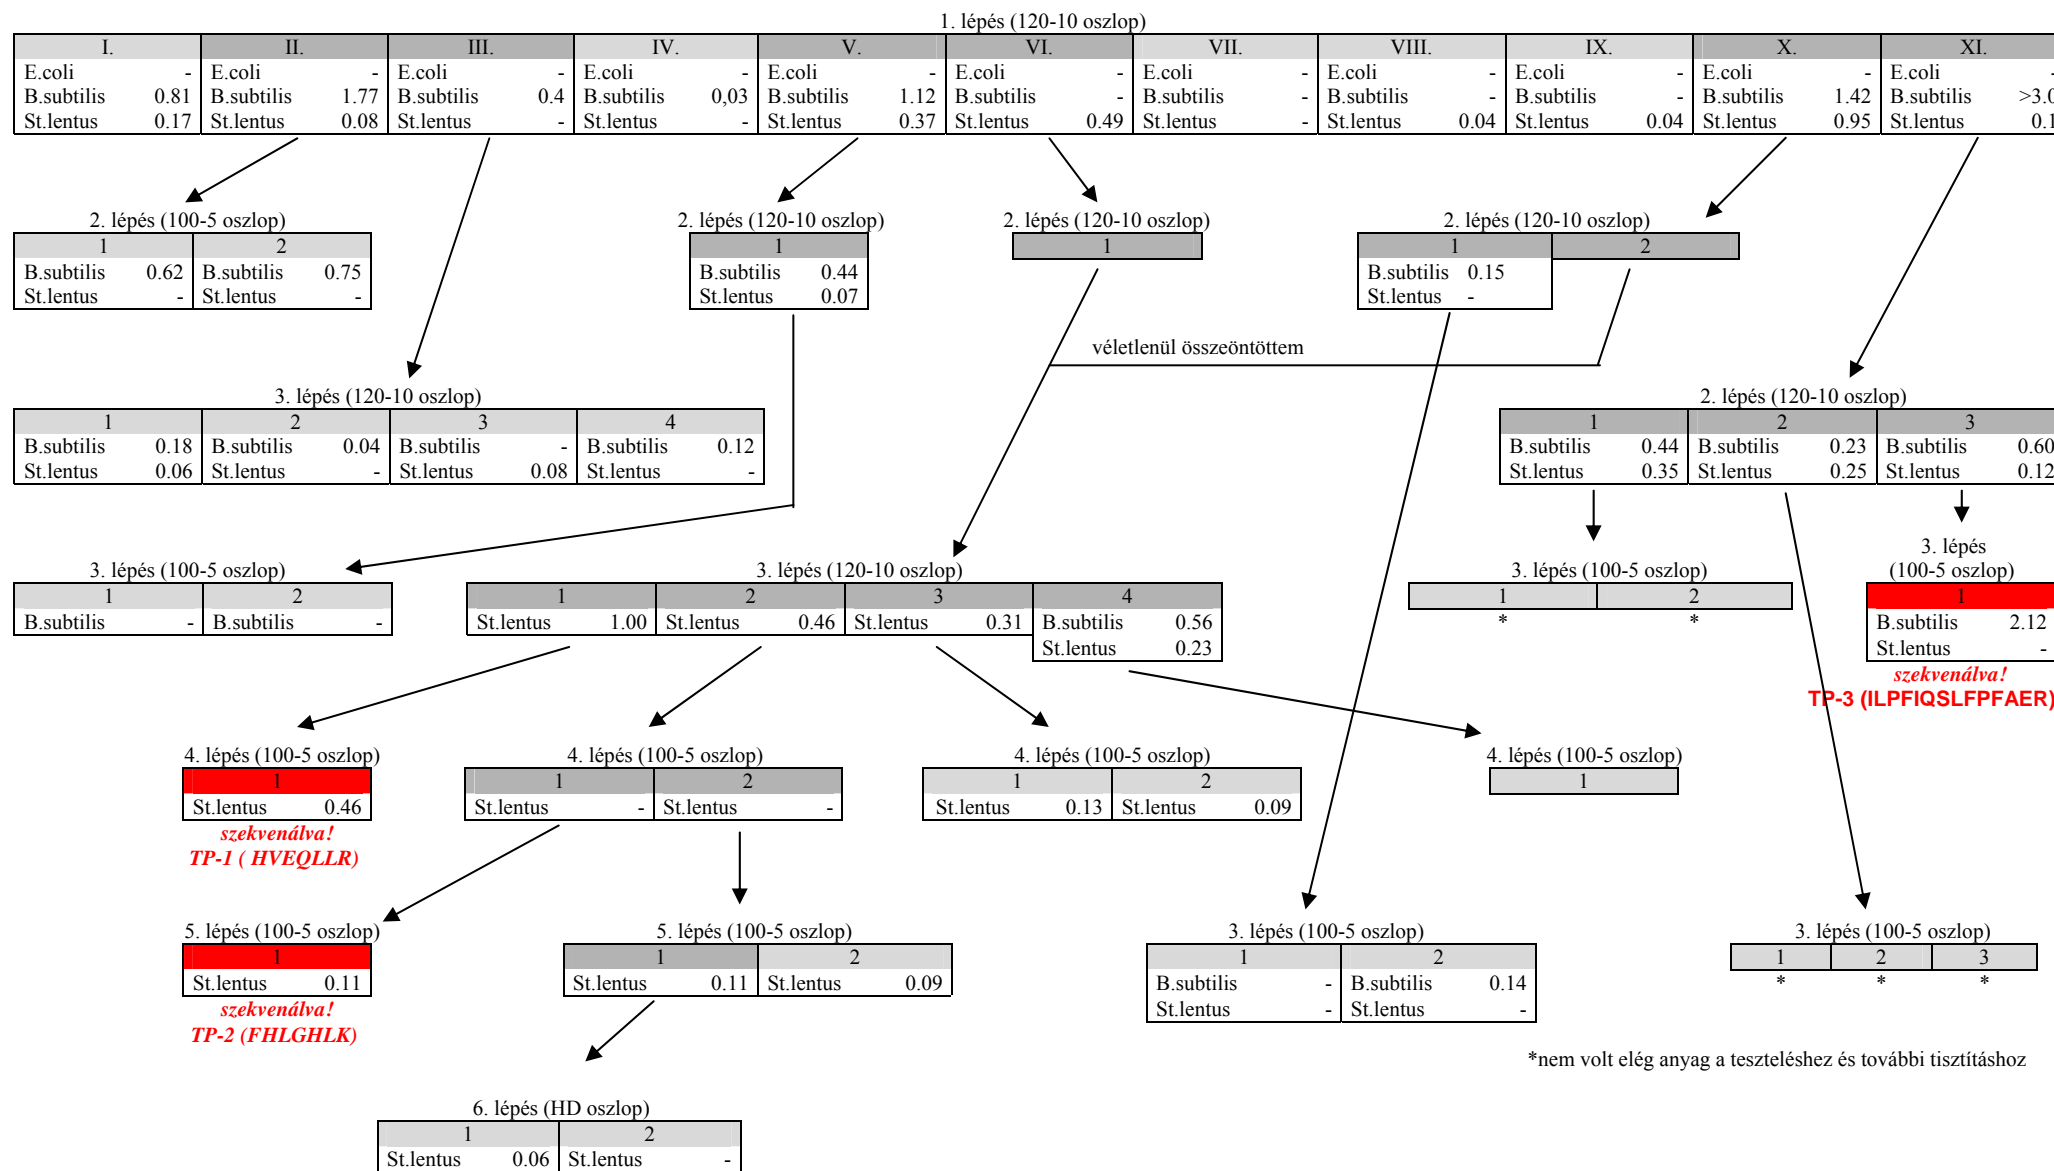 1. lépés (120-10 oszlop)
I. II. III. IV. V. VI. VII. VIII. IX. X. XI.
E.coli - E.coli - E.coli - E.coli - E.coli - E.coli - E.coli - E.coli - E.coli - E.coli - E.coli -
B.subtilis 0.81 B.subtilis 1.77 B.subtilis 0.4 B.subtilis 0,03 B.subtilis 1.12 B.subtilis - B.subtilis - B.subtilis - B.subtilis - B.subtilis 1.42 B.subtilis >3.0
St.lentus 0.17 St.lentus 0.08 St.lentus - St.lentus - St.lentus 0.37 St.lentus 0.49 St.lentus - St.lentus 0.04 St.lentus 0.04 St.lentus 0.95 St.lentus 0.1
2. lépés (100-5 oszlop) 2. lépés (120-10 oszlop) 2. lépés (120-10 oszlop) 2. lépés (120-10 oszlop)
1 2 1 1 1 2
B.subtilis 0.62 B.subtilis 0.75 B.subtilis 0.44 B.subtilis 0.15
St.lentus - St.lentus - St.lentus 0.07 St.lentus -
véletlenül összeöntöttem
3. lépés (120-10 oszlop) 2. lépés (120-10 oszlop)
1 2 3 4 1 2 3
B.subtilis 0.18 B.subtilis 0.04 B.subtilis - B.subtilis 0.12 B.subtilis 0.44 B.subtilis 0.23 B.subtilis 0.60
St.lentus 0.06 St.lentus - St.lentus 0.08 St.lentus - St.lentus 0.35 St.lentus 0.25 St.lentus 0.12
3. lépés
3. lépés (100-5 oszlop) 3. lépés (120-10 oszlop) 3. lépés (100-5 oszlop) (100-5 oszlop)
1 2 1 2 3 4 1 2 1
B.subtilis - B.subtilis - St.lentus 1.00 St.lentus 0.46 St.lentus 0.31 B.subtilis 0.56 * * B.subtilis 2.12
St.lentus 0.23 St.lentus -
szekvenálva!
TP-3 (ILPFIQSLFPFAER)
4. lépés (100-5 oszlop) 4. lépés (100-5 oszlop) 4. lépés (100-5 oszlop) 4. lépés (100-5 oszlop)
1 1 2 1 2 1
St.lentus 0.46 St.lentus - St.lentus - St.lentus 0.13 St.lentus 0.09
szekvenálva!
TP-1 ( HVEQLLR)
5. lépés (100-5 oszlop) 5. lépés (100-5 oszlop) 3. lépés (100-5 oszlop) 3. lépés (100-5 oszlop)
1 1 2 1 2 1 2 3
St.lentus 0.11 St.lentus 0.11 St.lentus 0.09 B.subtilis - B.subtilis 0.14 * * *
szekvenálva! St.lentus - St.lentus -
TP-2 (FHLGHLK)
*nem volt elég anyag a teszteléshez és további tisztításhoz
6. lépés (HD oszlop)
1 2
St.lentus 0.06 St.lentus -